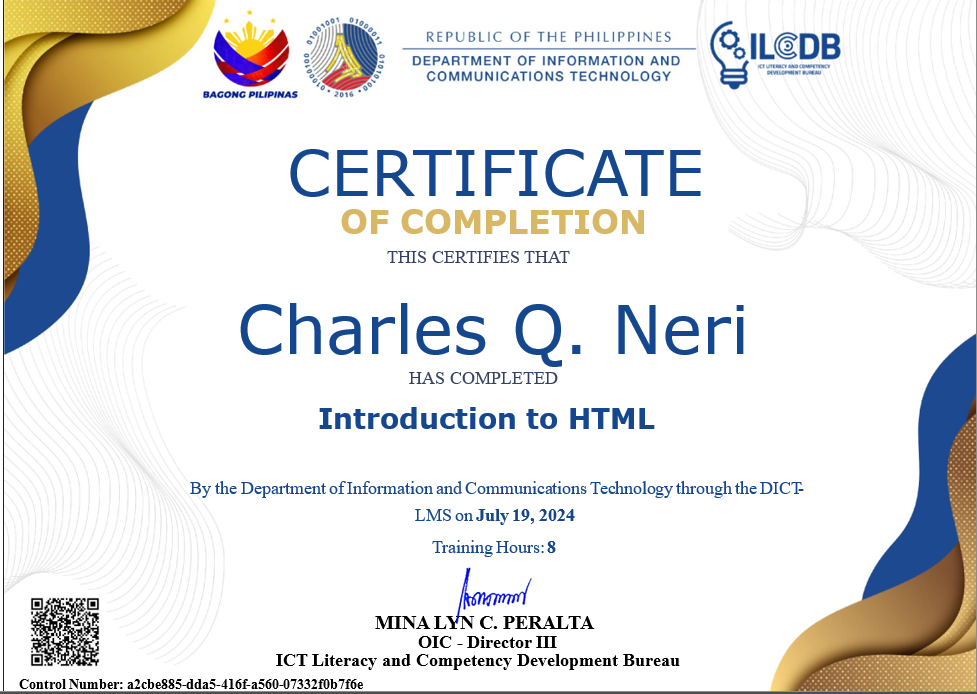 BAGONG PILIPINAS
01001001 01000011 01010100 01000100
2016
REPUBLIC OF THE PHILIPPINES
DEPARTMENT OF INFORMATION AND
COMMUNICATIONS TECHNOLOGY
ILCDB
ICT LITERACY AND COMPETENCY
DEVELOPMENT BUREAU
CERTIFICATE
OF COMPLETION
THIS CERTIFIES THAT
Charles Q. Neri
HAS COMPLETED
Introduction to HTML
By the Department of Information and Communications Technology through the DICT-
LMS on July 19, 2024
Training Hours: 8
MINA LYN C. PERALTA
OIC - Director III
ICT Literacy and Competency Development Bureau
Control Number: a2cbe885-dda5-416f-a560-07332f0b7f6e